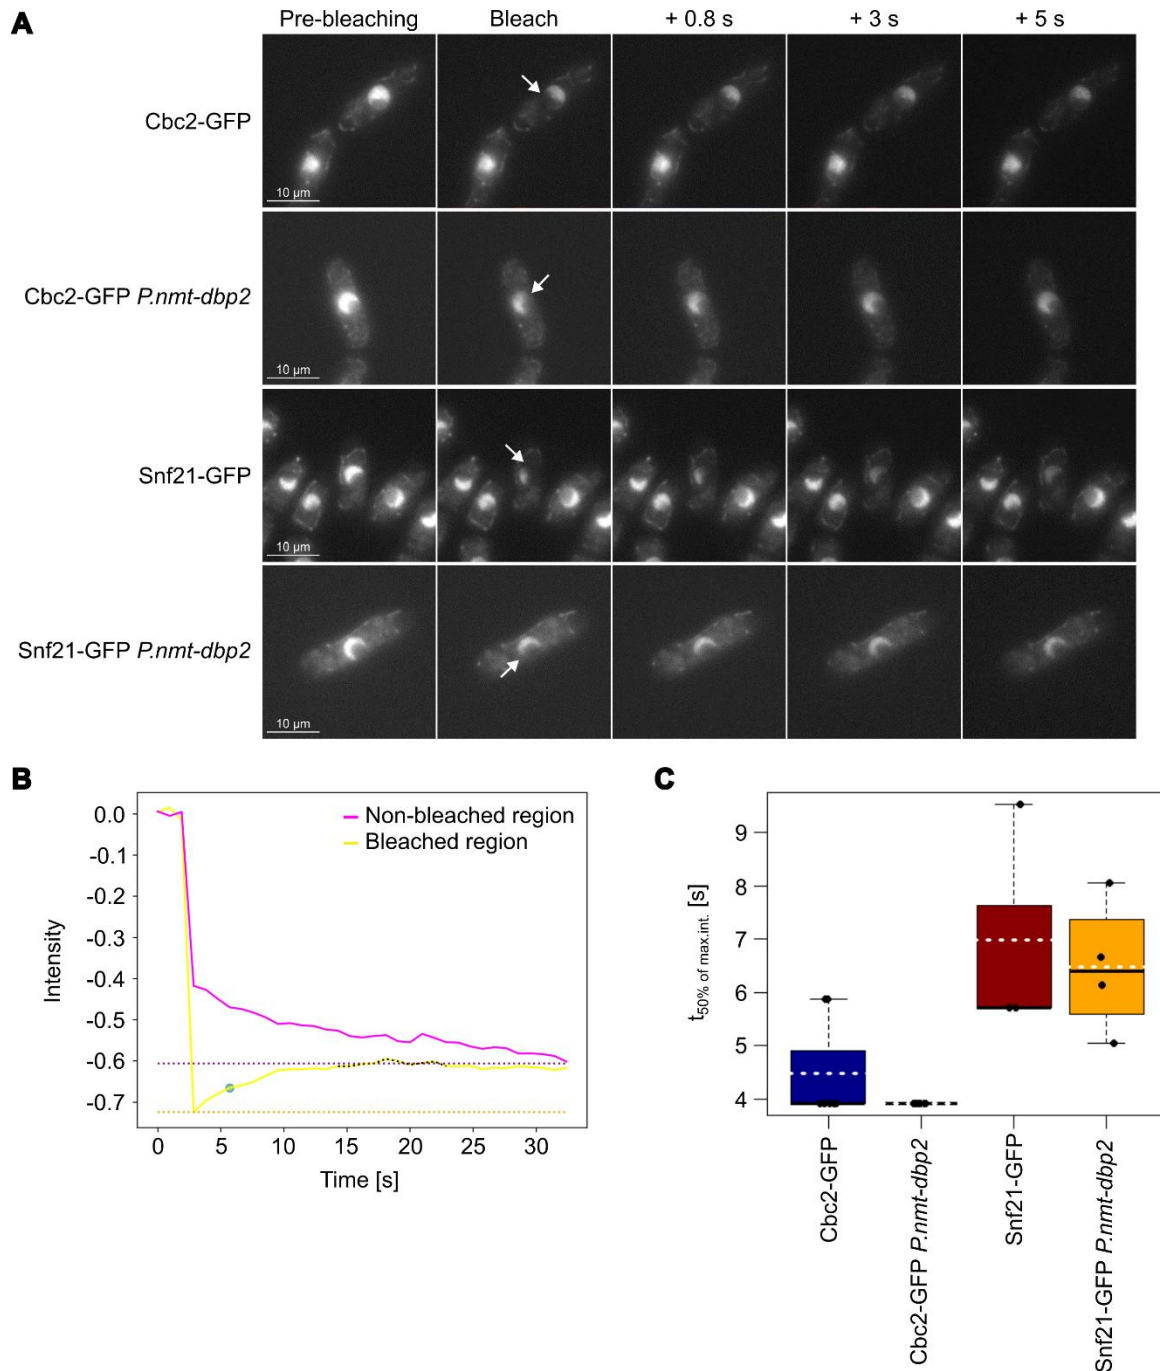 A
Pre-bleaching Bleach + 0.8 s + 3 s + 5 s
Cbc2-GFP
10 µm
Cbc2-GFP P.nmt-dbp2
10 µm
Snf21-GFP
10 µm
Snf21-GFP P.nmt-dbp2
10 µm
B
Intensity
0.0
-0.1
-0.2
-0.3
-0.4
-0.5
-0.6
-0.7
Non-bleached region
Bleached region
0 5 10 15 20 25 30
Time [s]
C
t50% of max.int. [s]
9
8
7
6
5
4
Cbc2-GFP
Cbc2-GFP P.nmt-dbp2
Snf21-GFP
Snf21-GFP P.nmt-dbp2